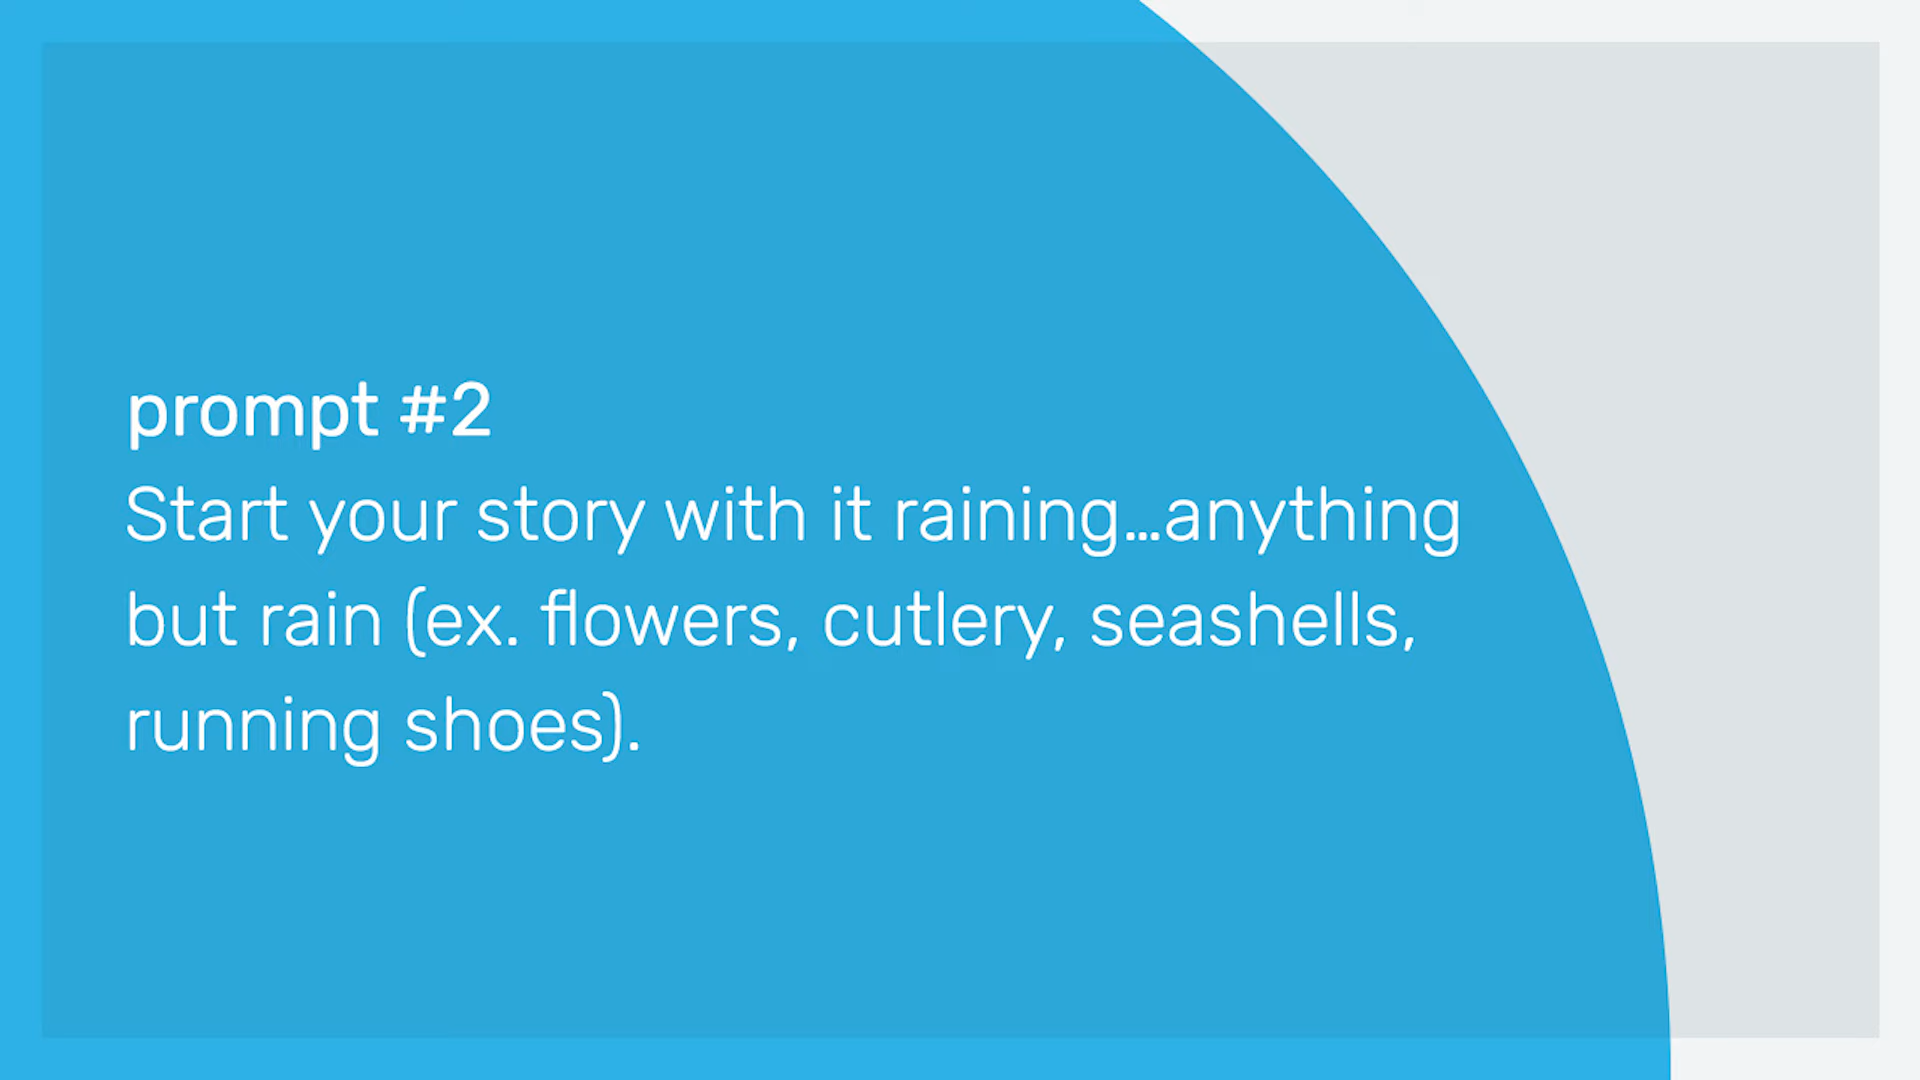 prompt #2
Start your story with it raining...anything
but rain (ex. flowers, cutlery, seashells,
running shoes).